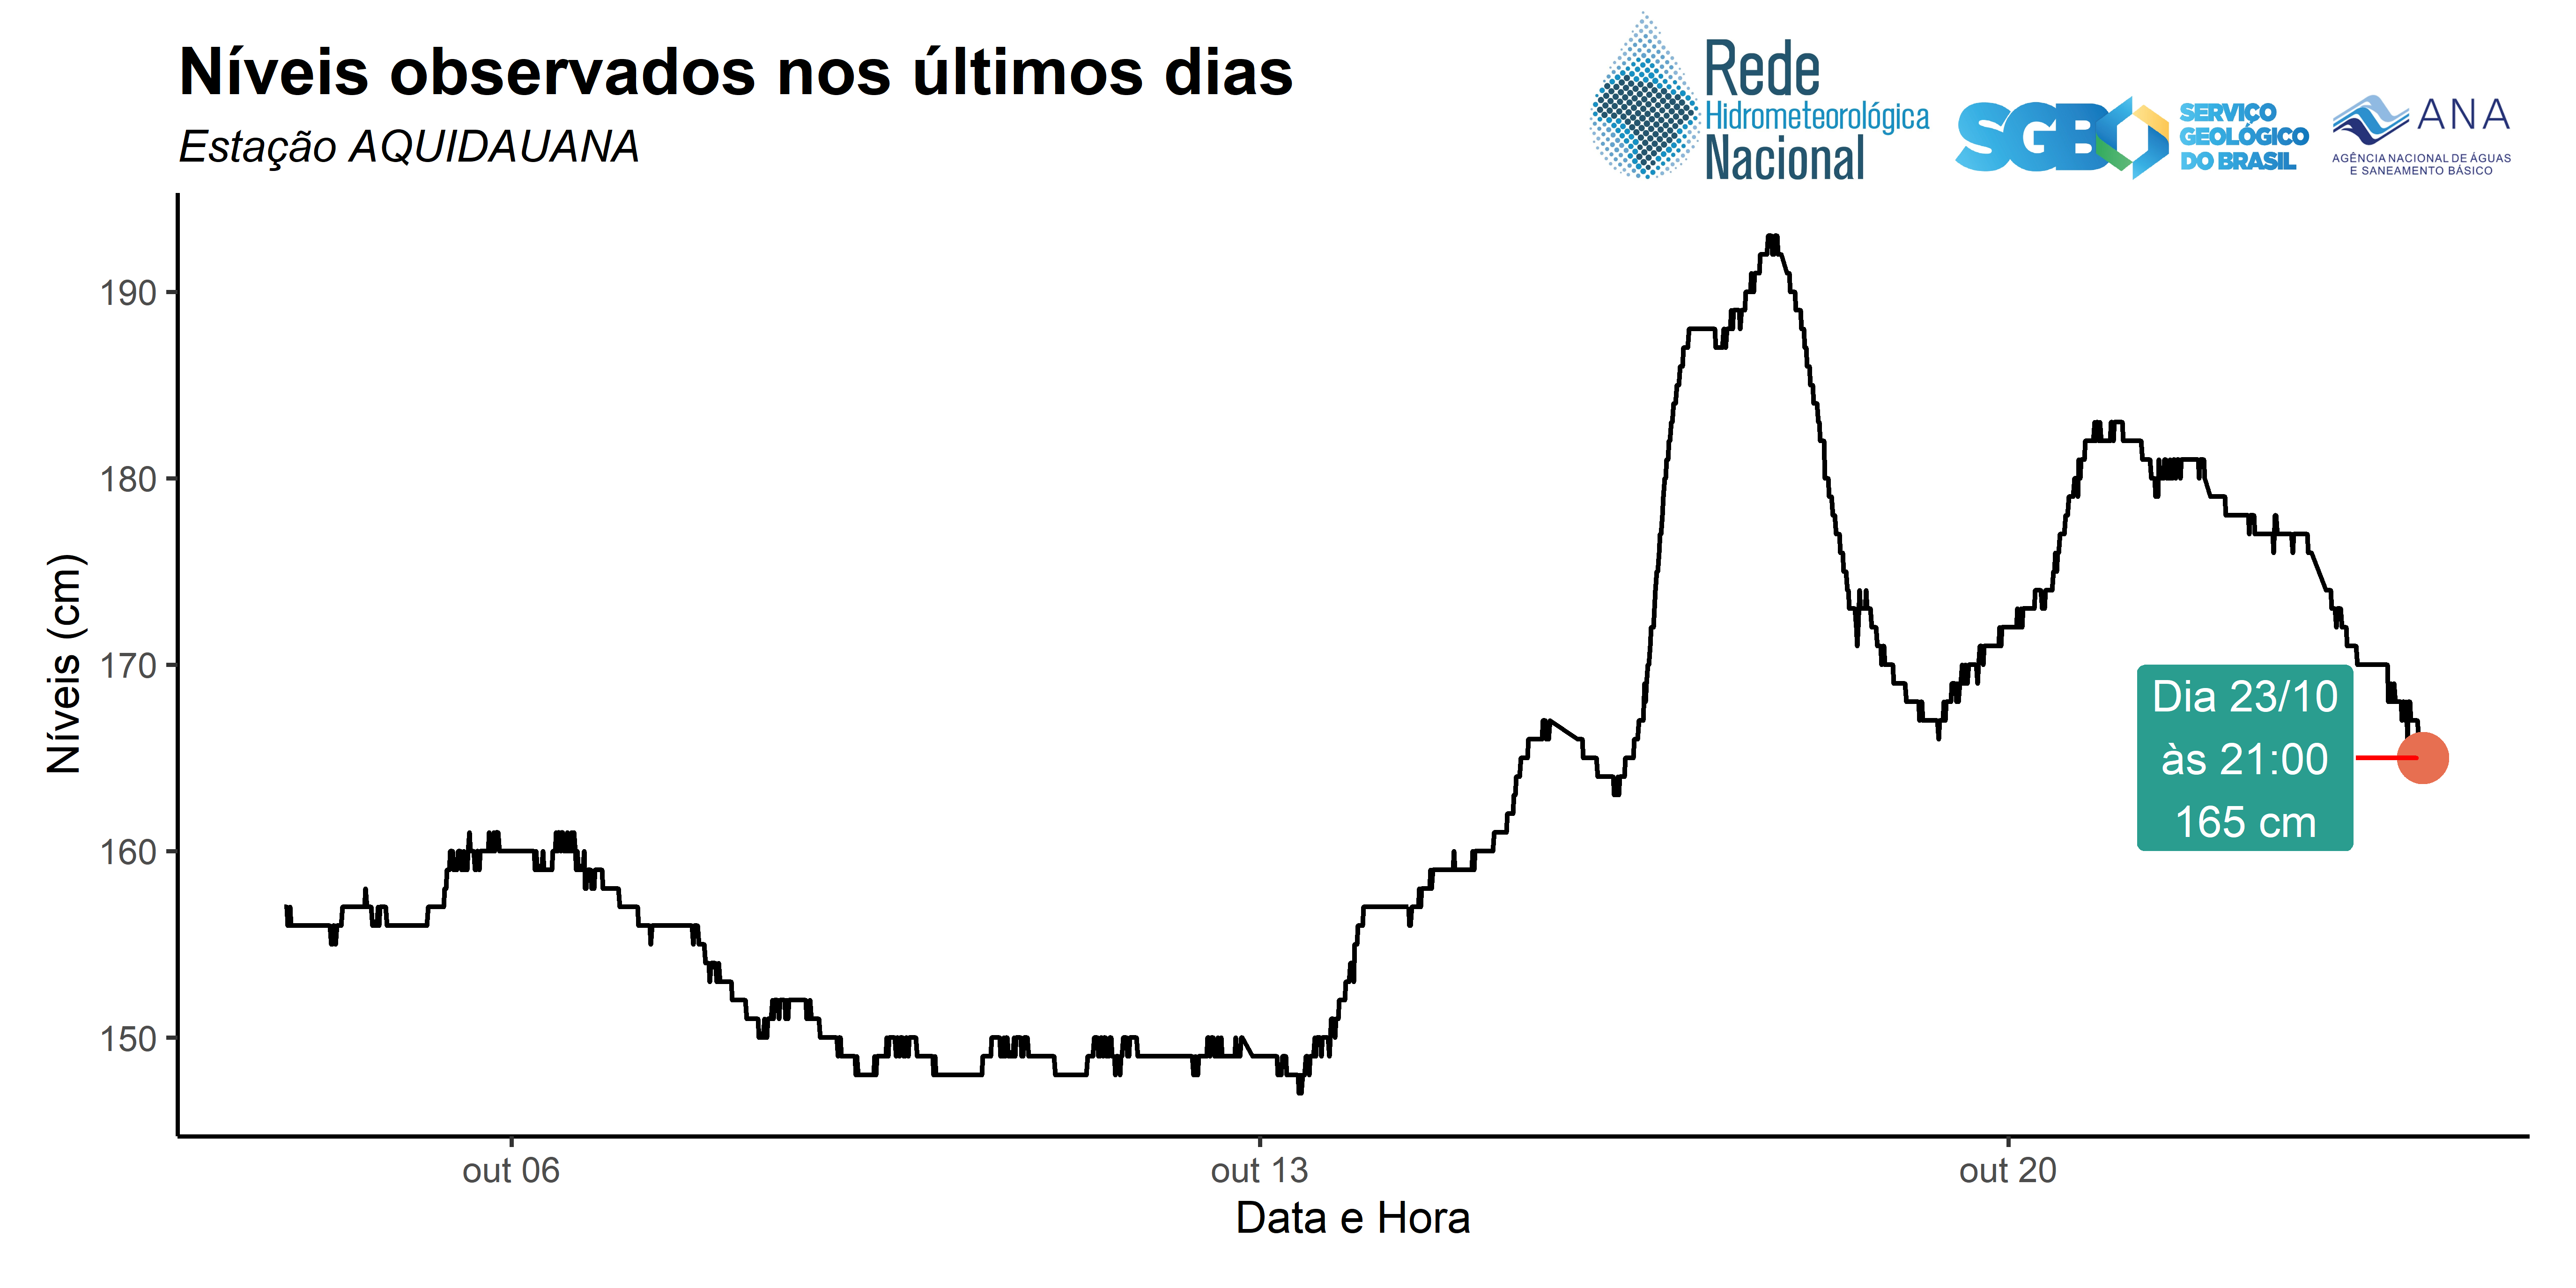 Níveis observados nos últimos dias
Estação AQUIDAUANA
Rede
Hidrometeorológica
Nacional
SGB
SERVIÇO
GEOLÓGICO
DO BRASIL
ANA
AGÊNCIA NACIONAL DE ÁGUAS
E SANEAMENTO BÁSICO
Níveis (cm)
190
180
170
160
150
Dia 23/10
às 21:00
165 cm
out 06
out 13
out 20
Data e Hora